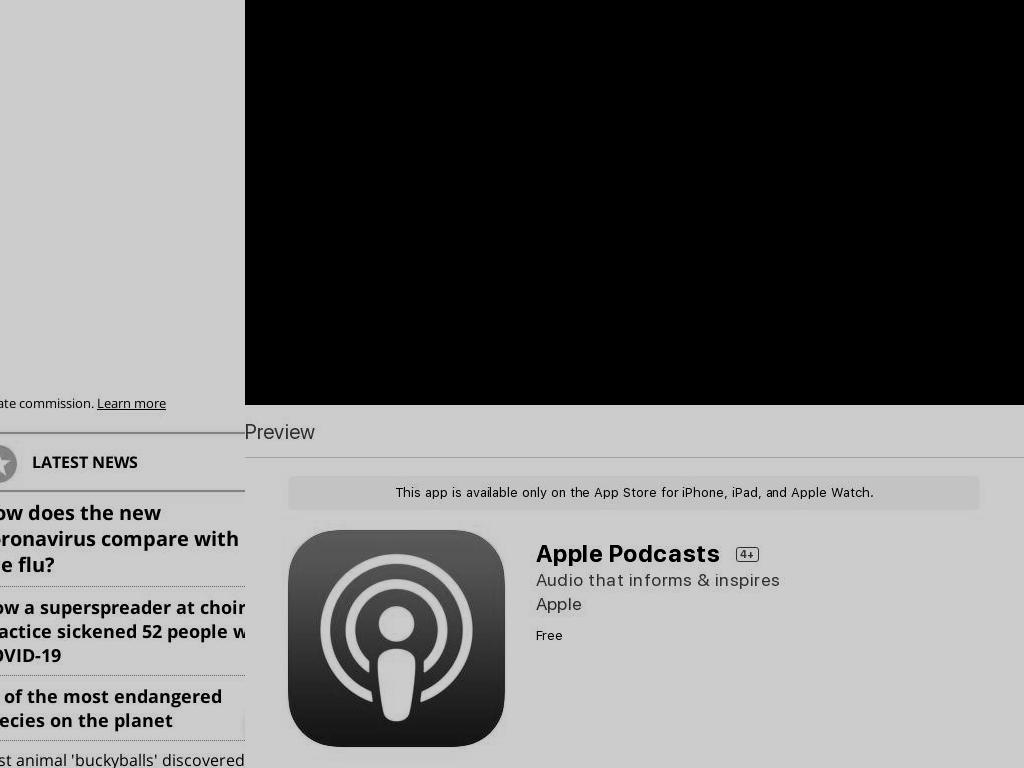 ate commission. Learn more
LATEST NEWS
ow does the new
ronavirus compare with
e flu?
ow a superspreader at choir
actice sickened 52 people w
OVID-19
of the most endangered
ecies on the planet
st animal 'buckyballs' discovered
Preview
This app is available only on the App Store for iPhone, iPad, and Apple Watch.
Apple Podcasts 4+
Audio that informs & inspires
Apple
Free